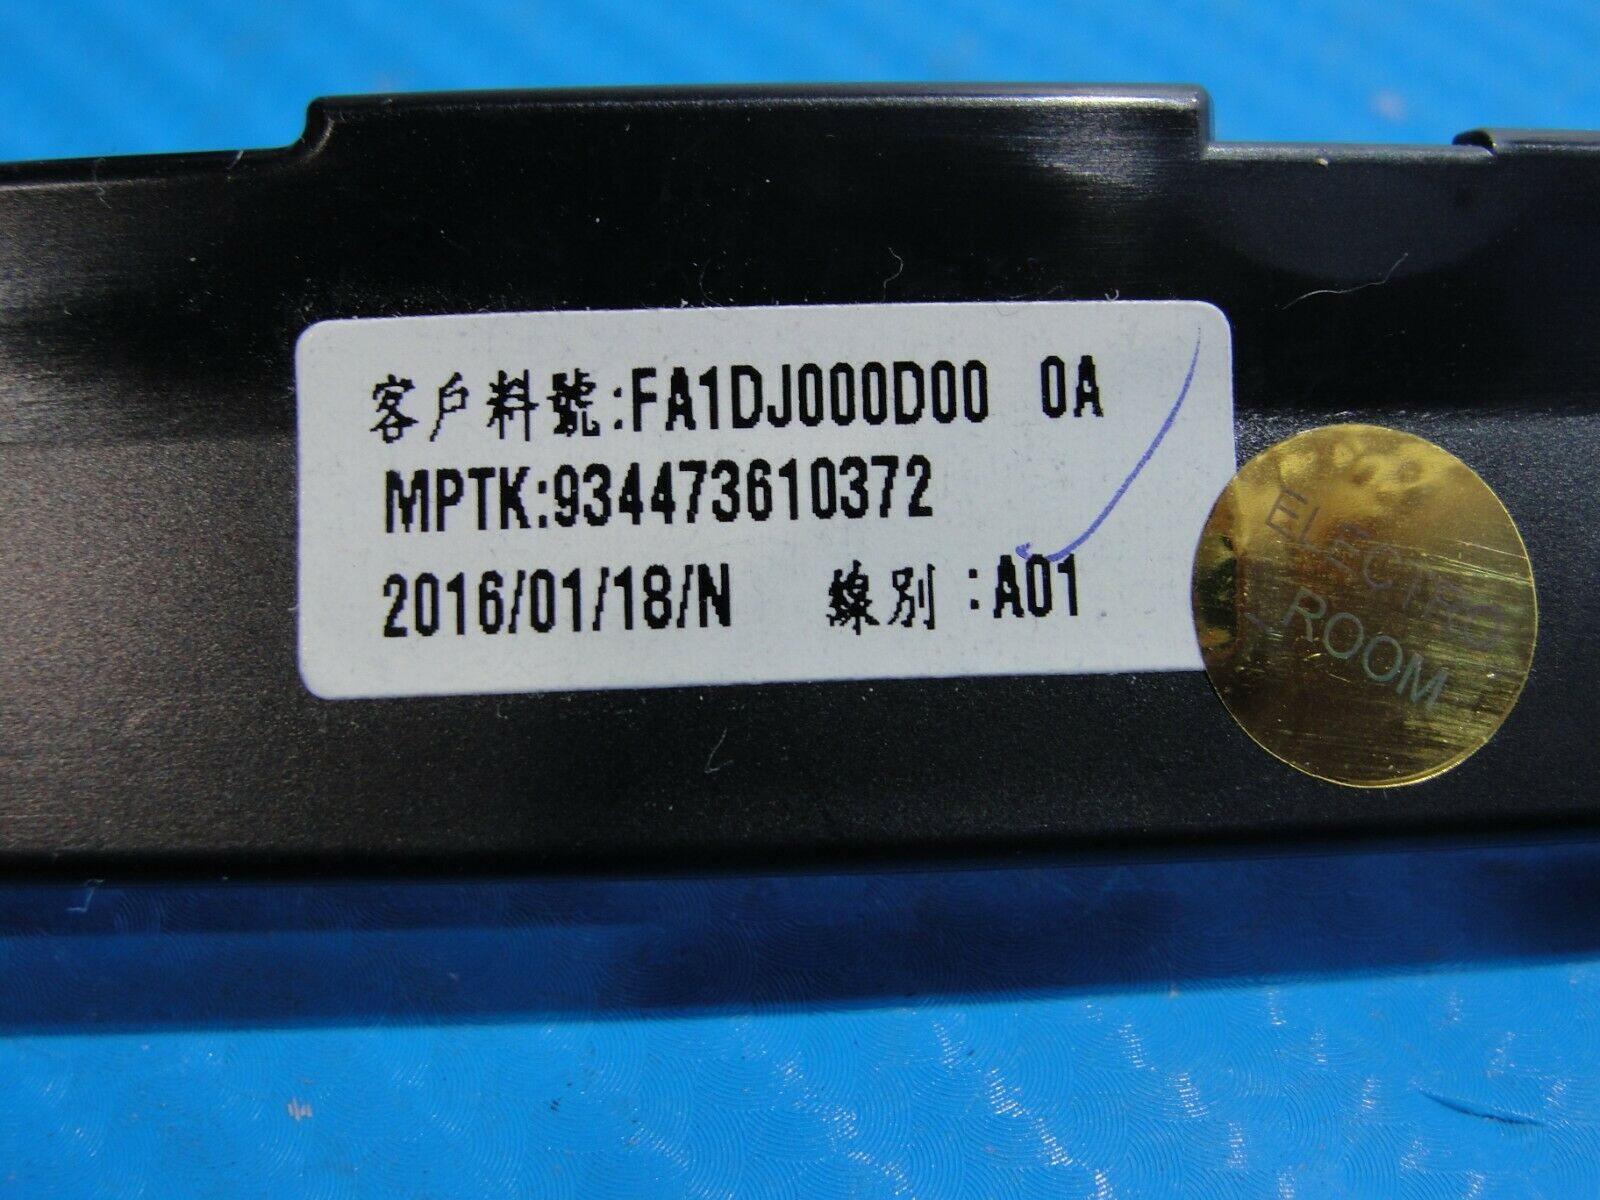 客戶料號:FA1DJ000D00 0A
MPTK:934473610372
2016/01/18/N 線別:A01
ELECTRO
ROOM